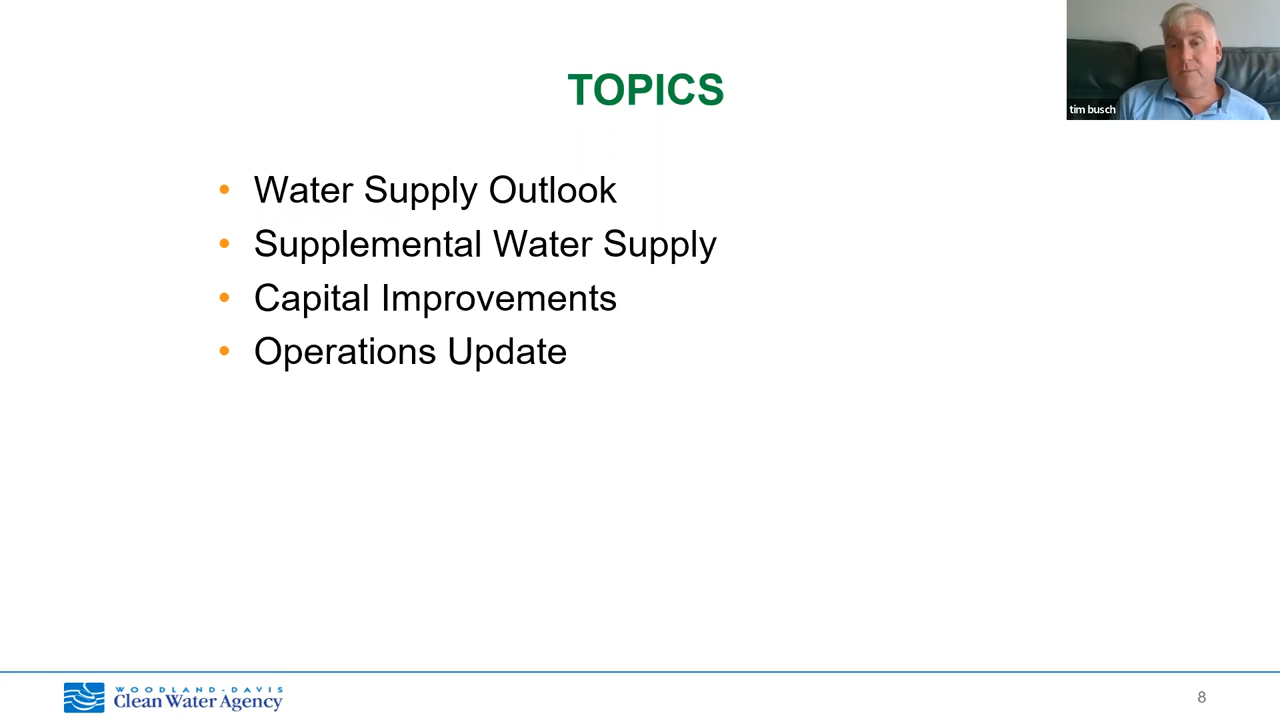 TOPICS
tim busch
• Water Supply Outlook
• Supplemental Water Supply
• Capital Improvements
• Operations Update
WOODLAND-DAVIS
Clean Water Agency
8